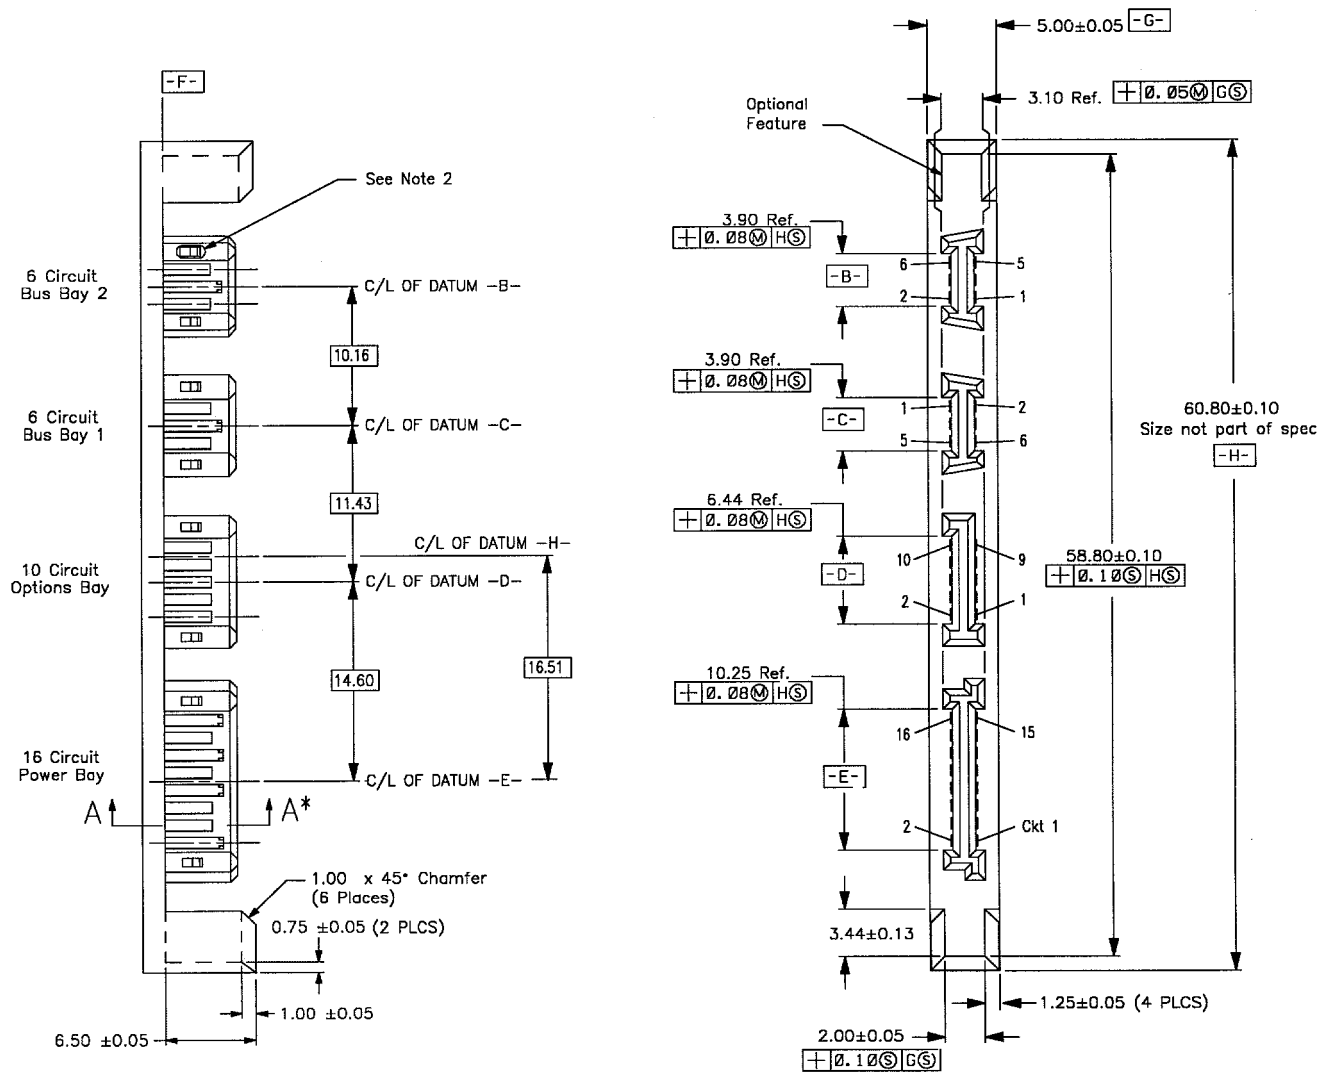 -F-
See Note 2
6 Circuit
Bus Bay 2
C/L OF DATUM -B-
10.16
6 Circuit
Bus Bay 1
C/L OF DATUM -C-
11.43
C/L OF DATUM -H-
10 Circuit
Options Bay
C/L OF DATUM -D-
14.60
16.51
16 Circuit
Power Bay
C/L OF DATUM -E-
A
A*
1.00 x 45° Chamfer
(6 Places)
0.75 ±0.05 (2 PLCS)
1.00 ±0.05
6.50 ±0.05
5.00±0.05 -G-
3.10 Ref. 0.05Ⓜ GⓈ
Optional
Feature
3.90 Ref.
0.08Ⓜ HⓈ
-B-
6
5
2
1
3.90 Ref.
0.08Ⓜ HⓈ
-C-
1
2
5
6
60.80±0.10
Size not part of spec
-H-
6.44 Ref.
0.08Ⓜ HⓈ
-D-
10
9
2
1
58.80±0.10
0.10Ⓢ HⓈ
10.25 Ref.
0.08Ⓜ HⓈ
-E-
16
15
2
Ckt 1
3.44±0.13
1.25±0.05 (4 PLCS)
2.00±0.05
0.10Ⓢ GⓈ